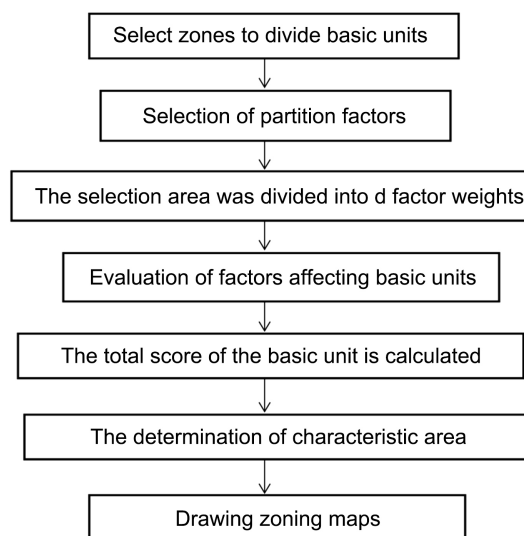 Select zones to divide basic units
Selection of partition factors
The selection area was divided into d factor weights
Evaluation of factors affecting basic units
The total score of the basic unit is calculated
The determination of characteristic area
Drawing zoning maps